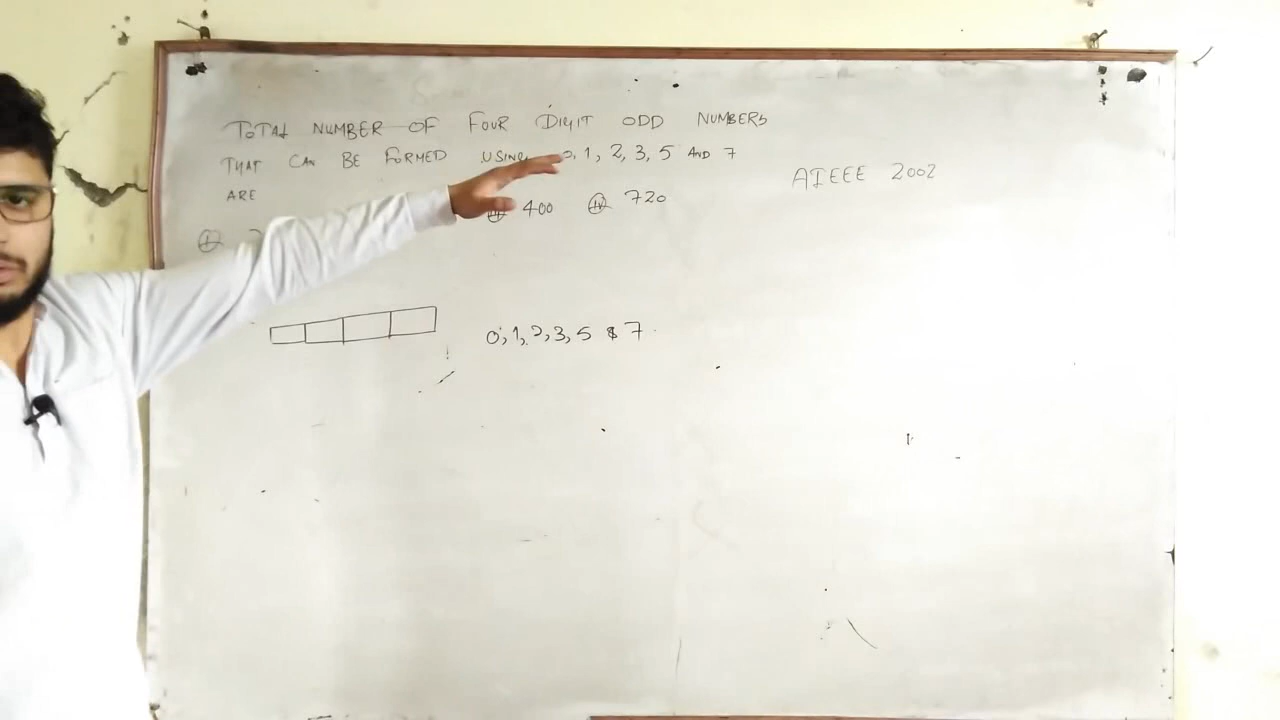 TOTAL NUMBER OF FOUR DIGIT ODD NUMBERS
THAT CAN BE FORMED USING 0, 1, 2, 3, 5 AND 7
ARE
AIEEE 2002
400 (IV) 720
(I)
0, 1, 2, 3, 5 & 7